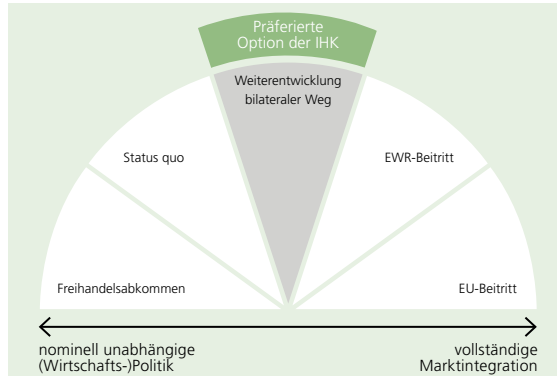 Präferierte
Option der IHK
Weiterentwicklung
bilateraler Weg
Status quo
EWR-Beitritt
Freihandelsabkommen
EU-Beitritt
nominell unabhängige
(Wirtschafts-)Politik
vollständige
Marktintegration